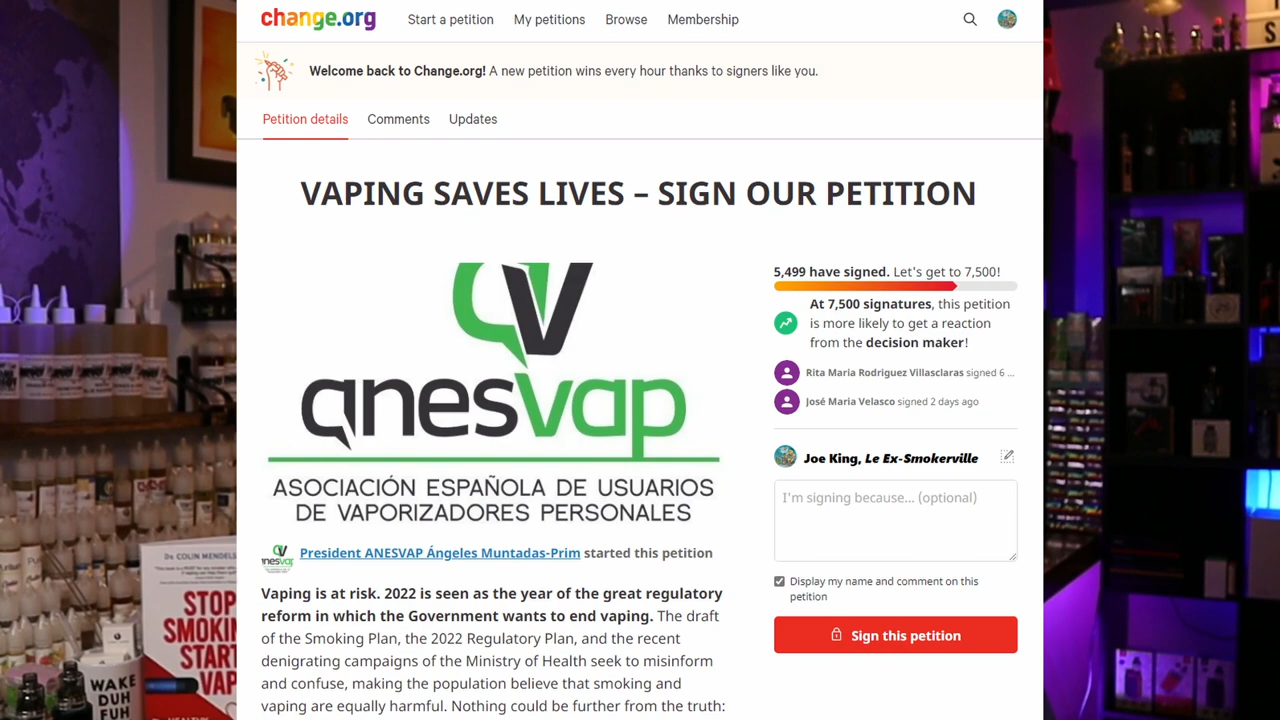 change.org
Start a petition
My petitions
Browse
Membership
Welcome back to Change.org! A new petition wins every hour thanks to signers like you.
Petition details
Comments
Updates
VAPING SAVES LIVES – SIGN OUR PETITION
anesvap
ASOCIACIÓN ESPAÑOLA DE USUARIOS
DE VAPORIZADORES PERSONALES
President ANESVAP Ángeles Muntadas-Prim started this petition
Vaping is at risk. 2022 is seen as the year of the great regulatory
reform in which the Government wants to end vaping. The draft
of the Smoking Plan, the 2022 Regulatory Plan, and the recent
denigrating campaigns of the Ministry of Health seek to misinform
and confuse, making the population believe that smoking and
vaping are equally harmful. Nothing could be further from the truth:
5,499 have signed. Let's get to 7,500!
At 7,500 signatures, this petition
is more likely to get a reaction
from the decision maker!
Rita Maria Rodriguez Villasclaras signed 6 ...
José Maria Velasco signed 2 days ago
Joe King, Le Ex-Smokerville
I'm signing because... (optional)
Display my name and comment on this
petition
Sign this petition
Dr. COLIN MENDELS
STOP
SMOKIN
START
VAP
WAKE
DUH
FUH
VAPE